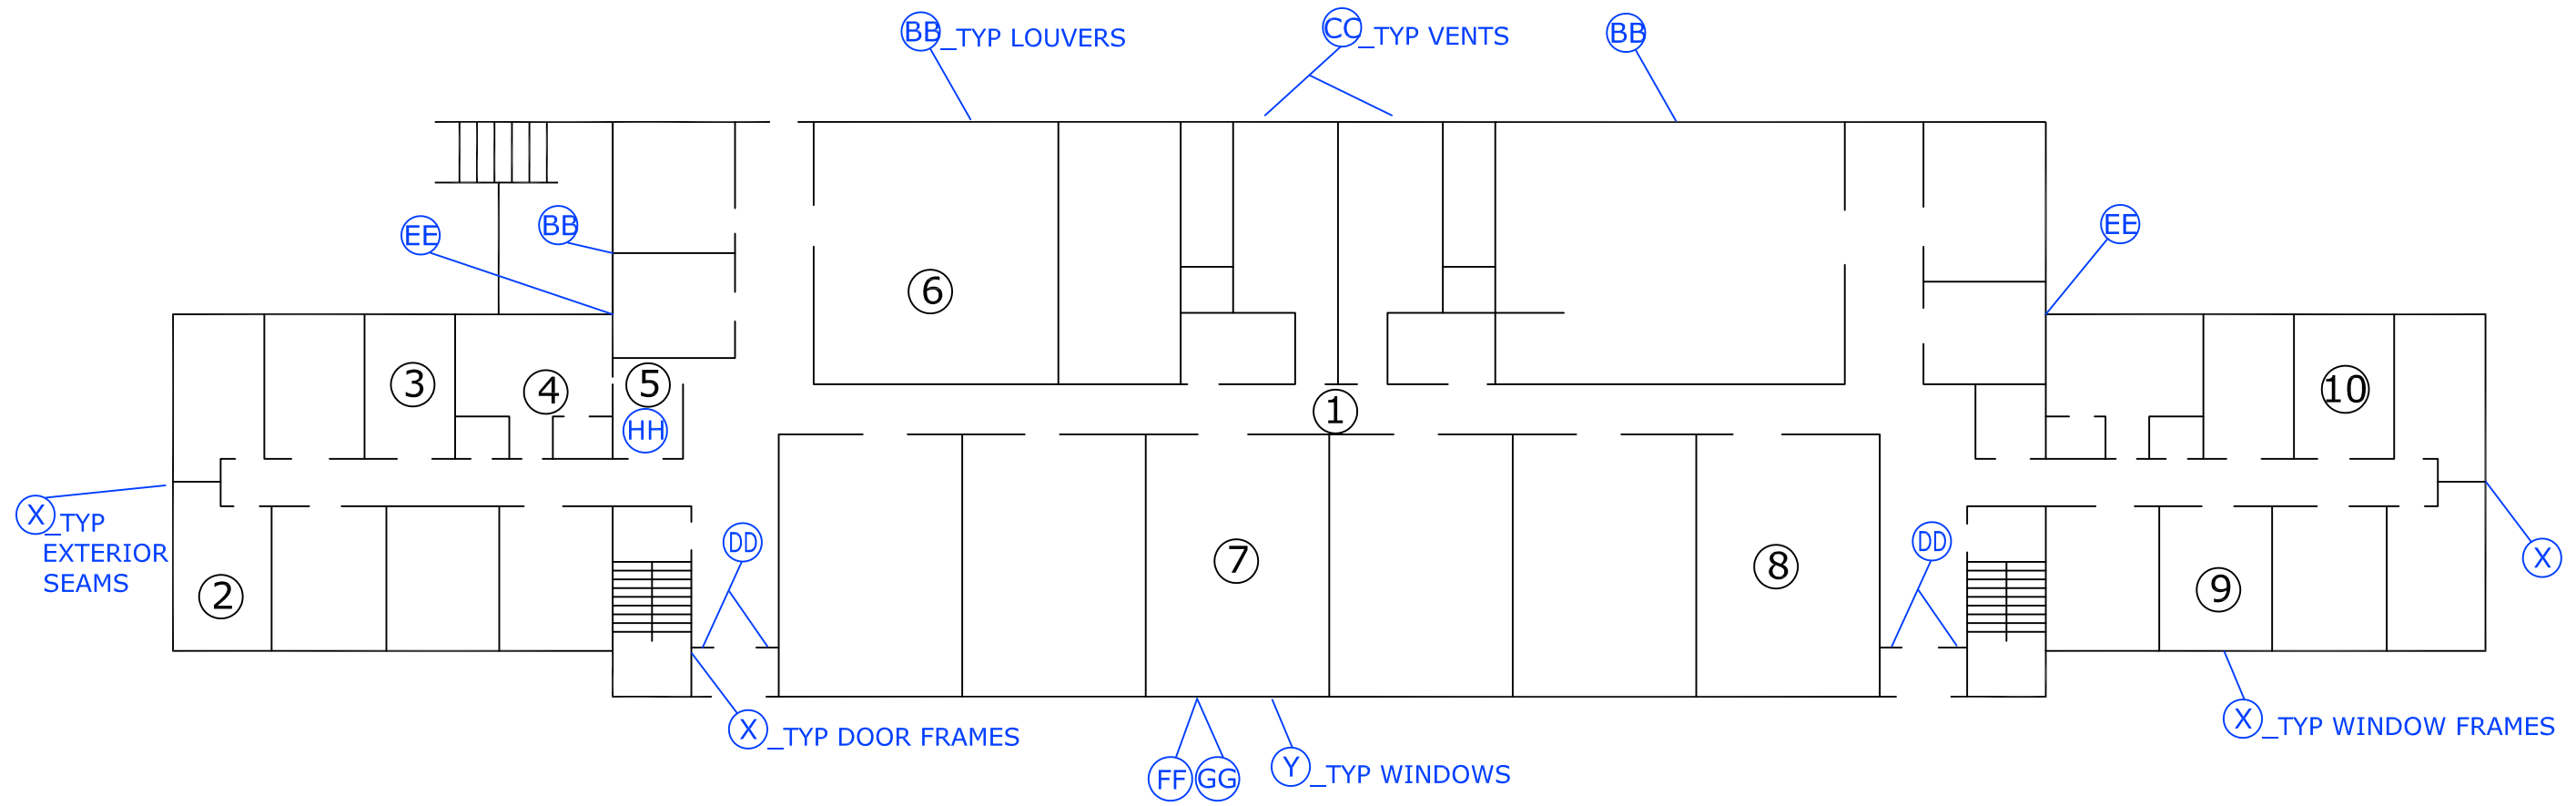 BB_TYP LOUVERS
CC_TYP VENTS
BB
EE
BB
EE
6
3
4
5
1
10
HH
X_TYP
EXTERIOR
SEAMS
DD
DD
X
2
7
8
9
X_TYP DOOR FRAMES
X_TYP WINDOW FRAMES
FF
GG
Y_TYP WINDOWS